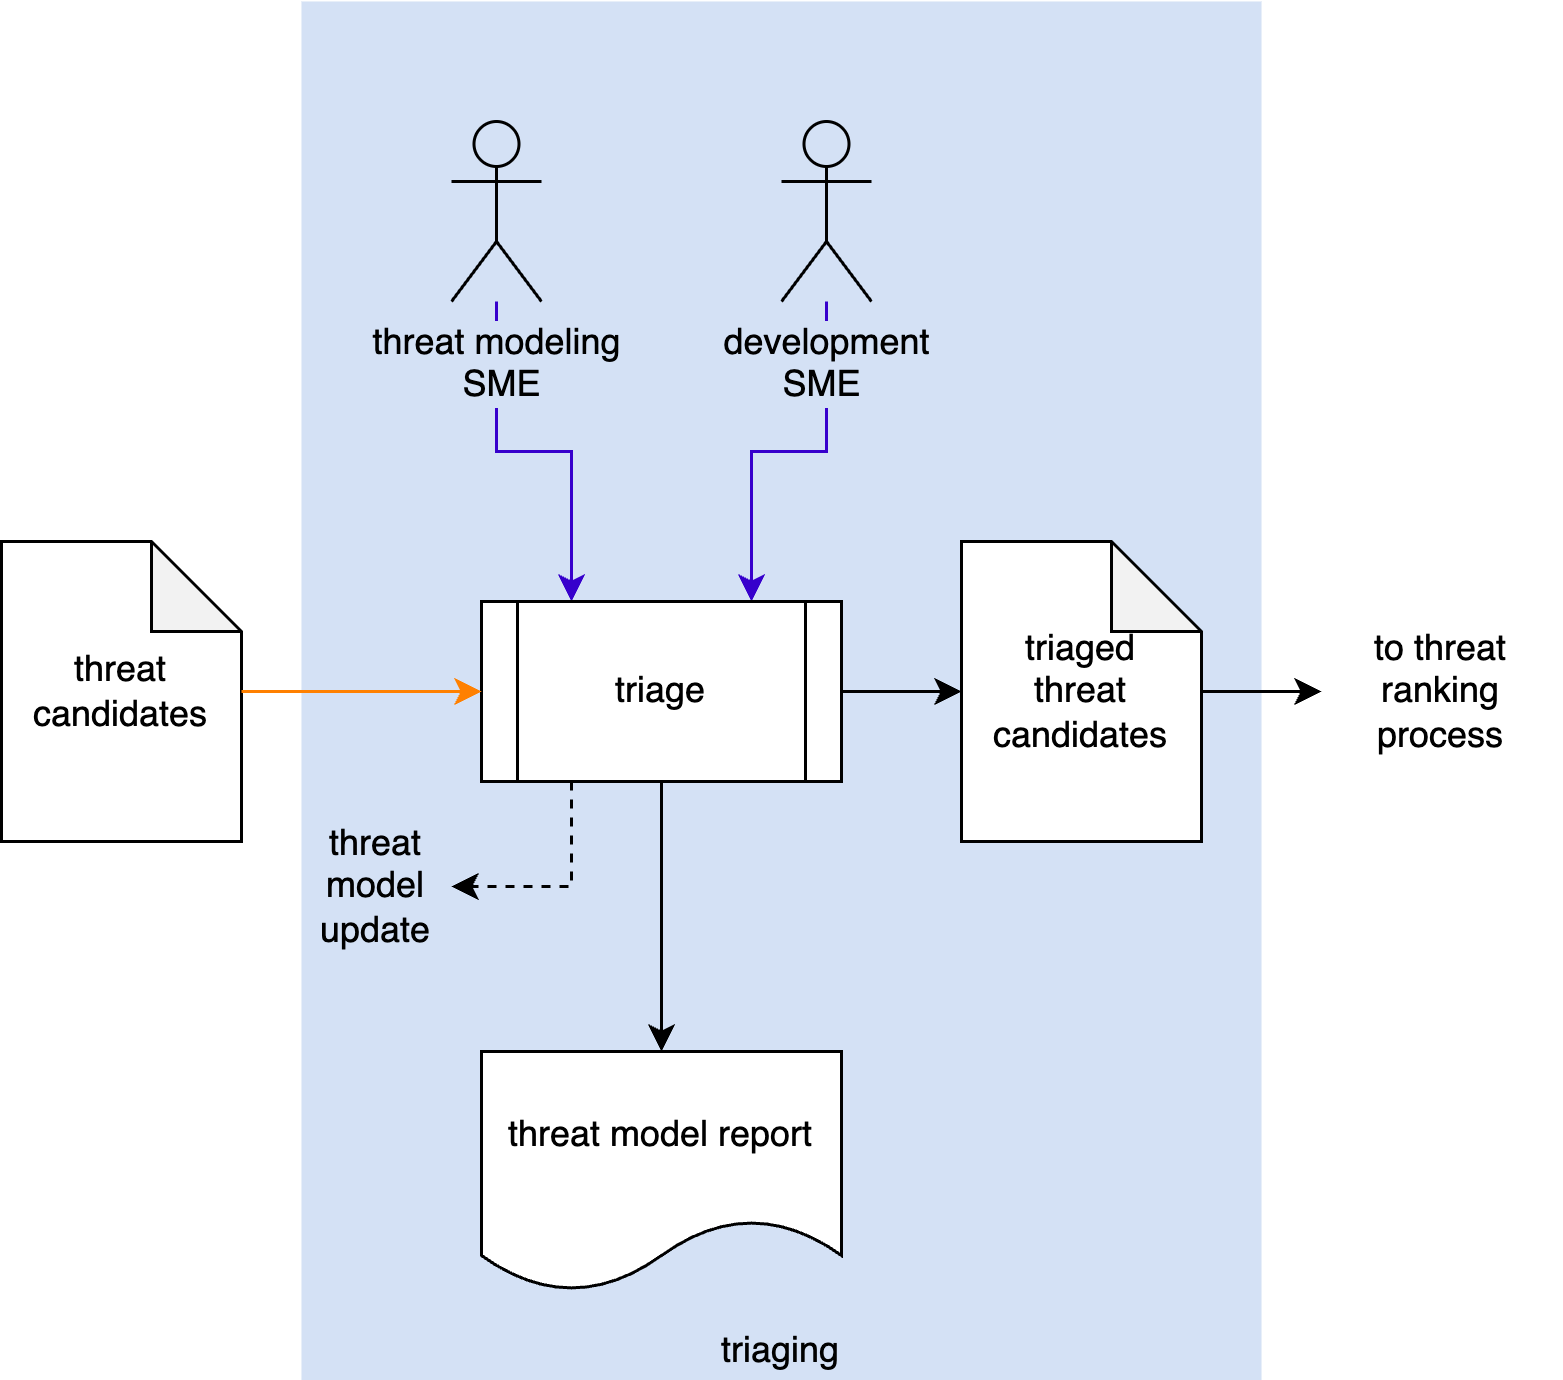 threat modeling
SME
development
SME
threat
candidates
triage
triaged
threat
candidates
to threat
ranking
process
threat
model
update
threat model report
triaging